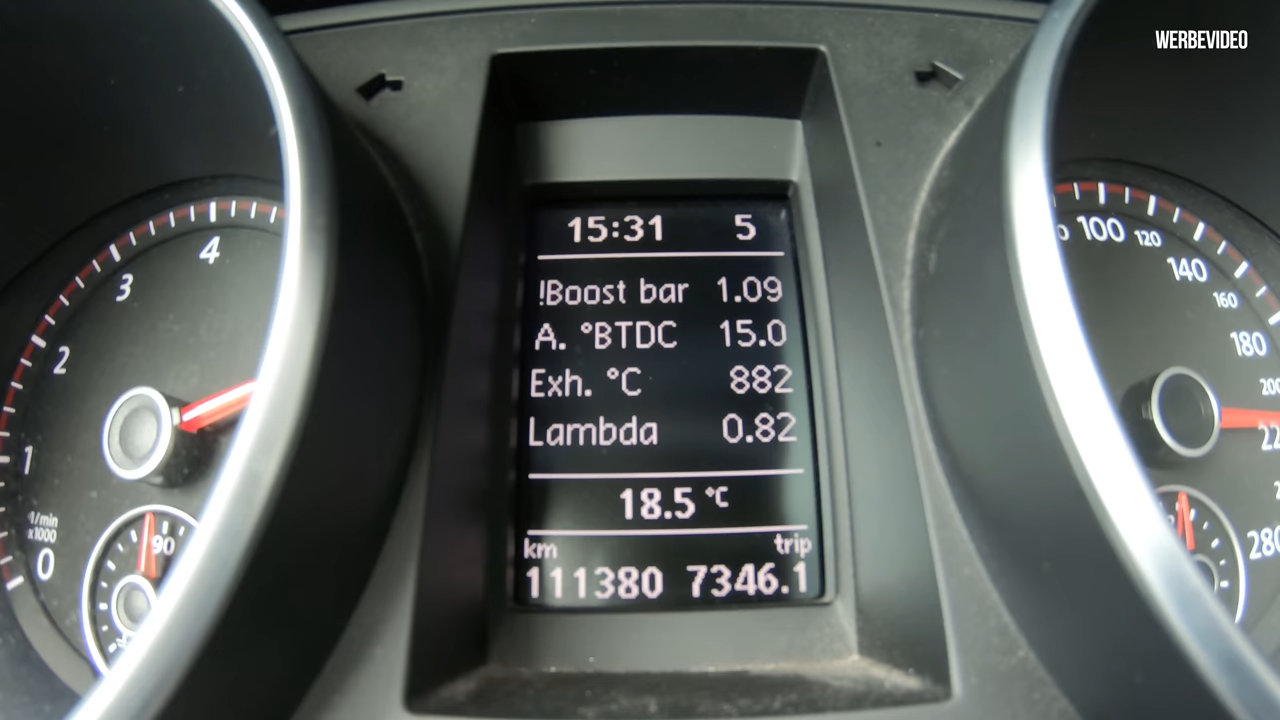 WERBEVIDEO
15:31 5
!Boost bar 1.09
A. °BTDC 15.0
Exh. °C 882
Lambda 0.82
18.5 °C
km trip
111380 7346.1
0
1
2
3
4
1/min
x1000
90
100
120
140
160
180
280